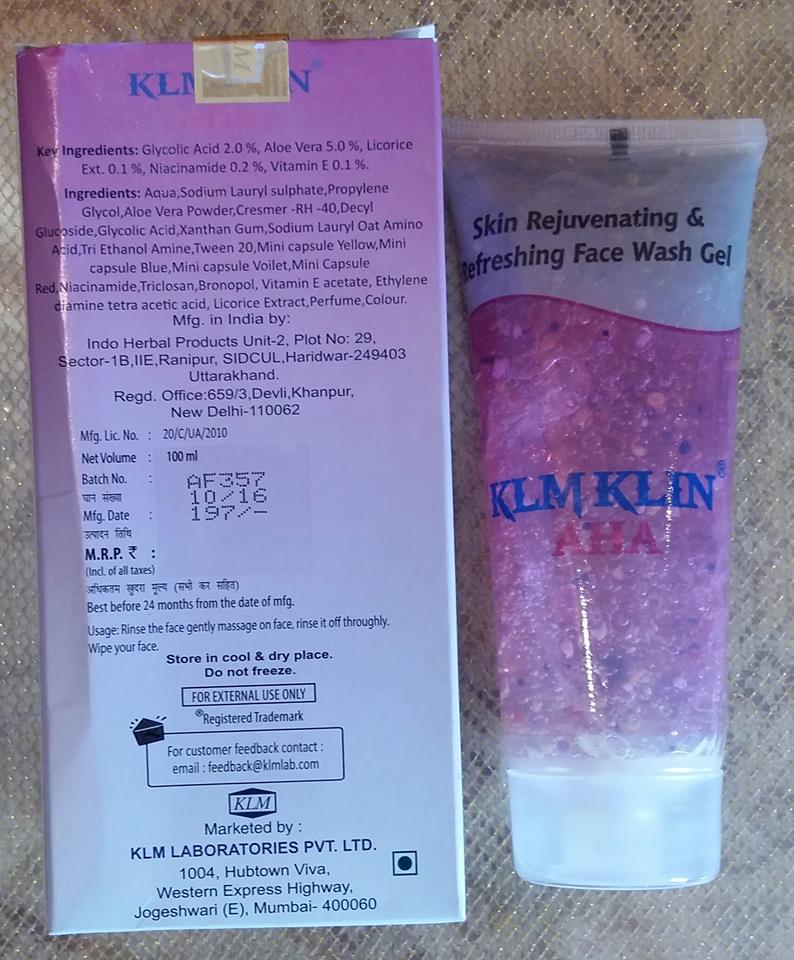 KLM KLIN®
AHA
Key Ingredients: Glycolic Acid 2.0 %, Aloe Vera 5.0 %, Licorice
Ext. 0.1 %, Niacinamide 0.2 %, Vitamin E 0.1 %.
Ingredients: Aqua,Sodium Lauryl sulphate,Propylene
Glycol,Aloe Vera Powder,Cresmer -RH -40,Decyl
Glucoside,Glycolic Acid,Xanthan Gum,Sodium Lauryl Oat Amino
Acid,Tri Ethanol Amine,Tween 20,Mini capsule Yellow,Mini
capsule Blue,Mini capsule Voilet,Mini Capsule
Red,Niacinamide,Triclosan,Bronopol, Vitamin E acetate, Ethylene
diamine tetra acetic acid, Licorice Extract,Perfume,Colour.
Mfg. in India by:
Indo Herbal Products Unit-2, Plot No: 29,
Sector-1B,IIE,Ranipur, SIDCUL,Haridwar-249403
Uttarakhand.
Regd. Office:659/3,Devli,Khanpur,
New Delhi-110062
Mfg. Lic. No. : 20/C/UA/2010
Net Volume : 100 ml
Batch No. : AF357
घान संख्या 10/16
Mfg. Date : 197/-
उत्पादन तिथि
M.R.P. ₹ :
(Incl. of all taxes)
अधिकतम खुदरा मूल्य (सभी कर सहित)
Best before 24 months from the date of mfg.
Usage: Rinse the face gently massage on face, rinse it off throughly.
Wipe your face.
Store in cool & dry place.
Do not freeze.
FOR EXTERNAL USE ONLY
®Registered Trademark
For customer feedback contact :
email : feedback@klmlab.com
KLM
Marketed by :
KLM LABORATORIES PVT. LTD.
1004, Hubtown Viva,
Western Express Highway,
Jogeshwari (E), Mumbai- 400060
Skin Rejuvenating &
Refreshing Face Wash Gel
KLM KLIN®
AHA